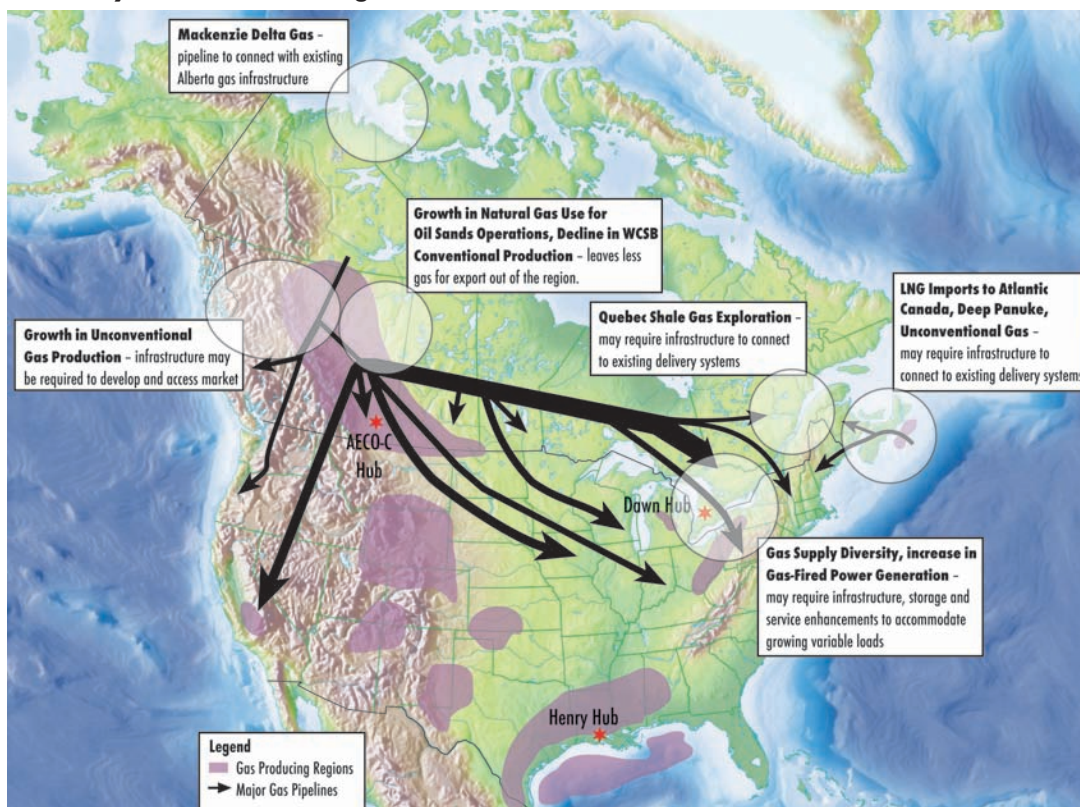 Mackenzie Delta Gas –
pipeline to connect with existing
Alberta gas infrastructure
Growth in Natural Gas Use for
Oil Sands Operations, Decline in WCSB
Conventional Production – leaves less
gas for export out of the region.
LNG Imports to Atlantic
Canada, Deep Panuke,
Unconventional Gas –
may require infrastructure to
connect to existing delivery systems
Quebec Shale Gas Exploration –
may require infrastructure to connect
to existing delivery systems
Growth in Unconventional
Gas Production – infrastructure may
be required to develop and access market
AECO-C
Hub
Dawn Hub
Gas Supply Diversity, increase in
Gas-Fired Power Generation –
may require infrastructure, storage and
service enhancements to accommodate
growing variable loads
Henry Hub
Legend
Gas Producing Regions
Major Gas Pipelines